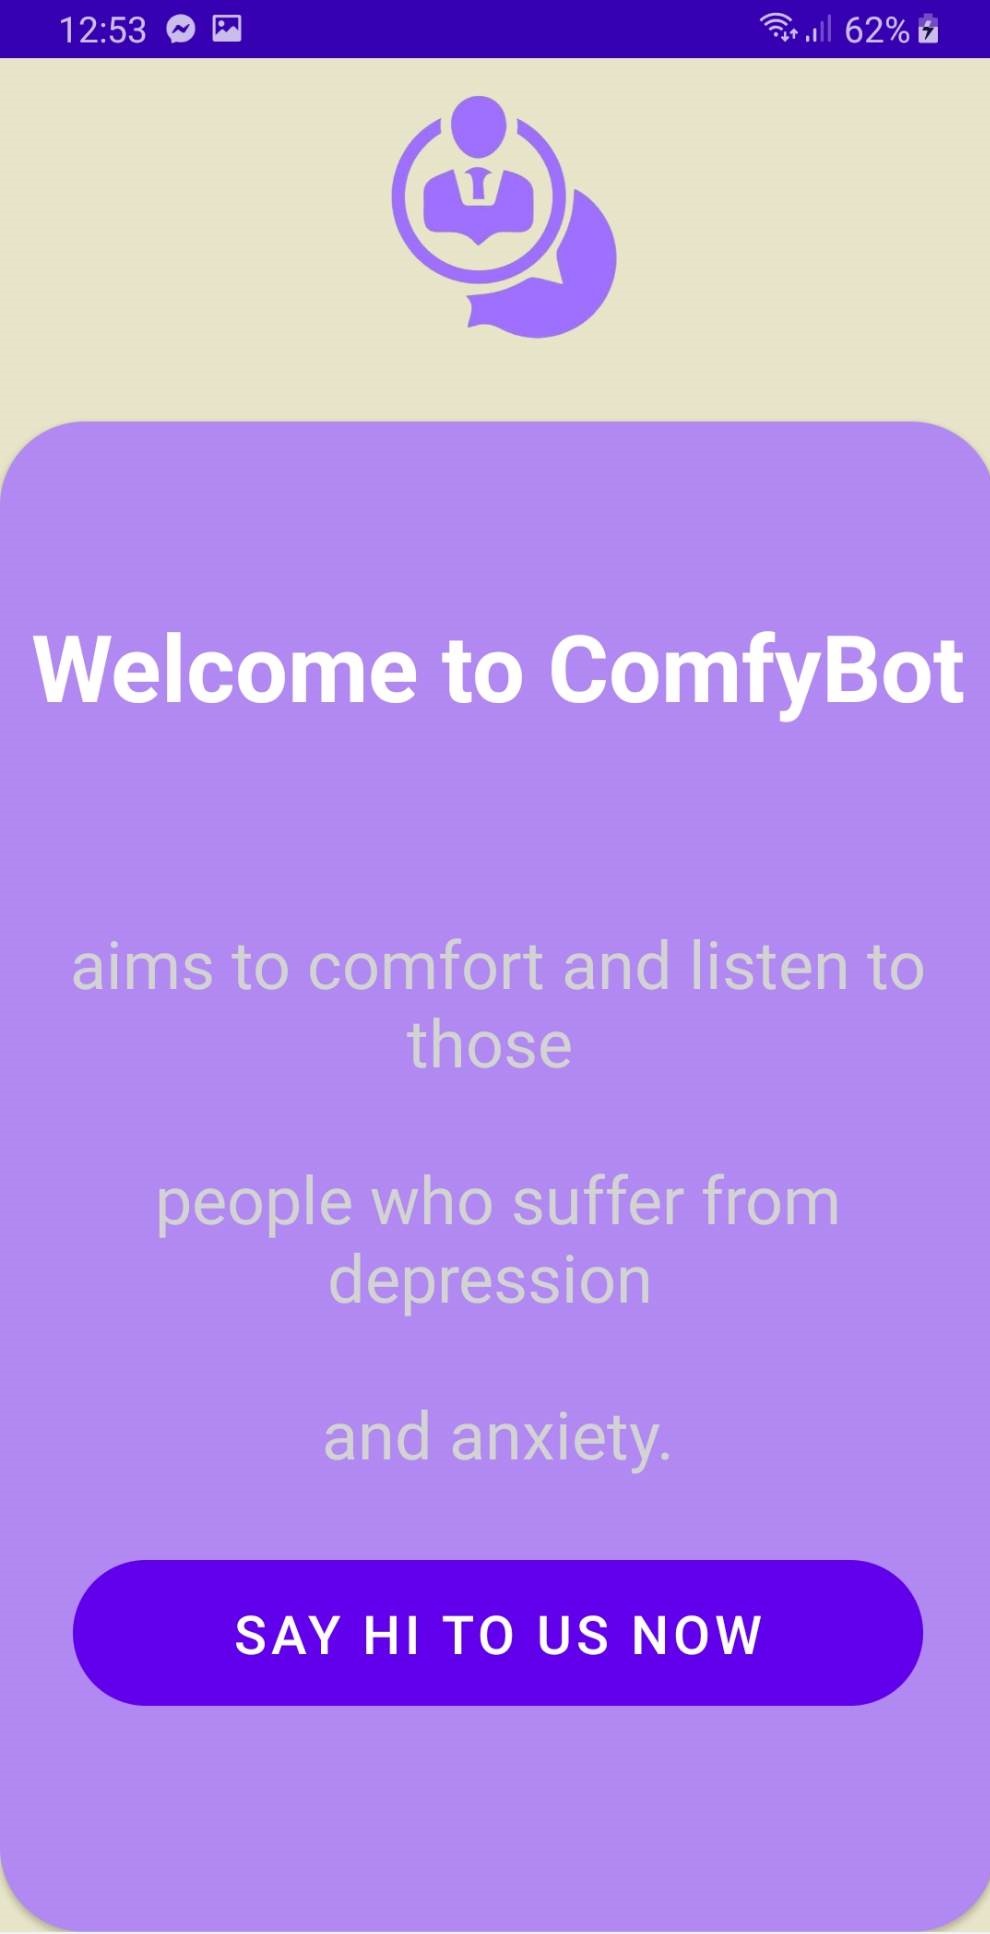 12:53 62%
Welcome to ComfyBot
aims to comfort and listen to
those
people who suffer from
depression
and anxiety.
SAY HI TO US NOW